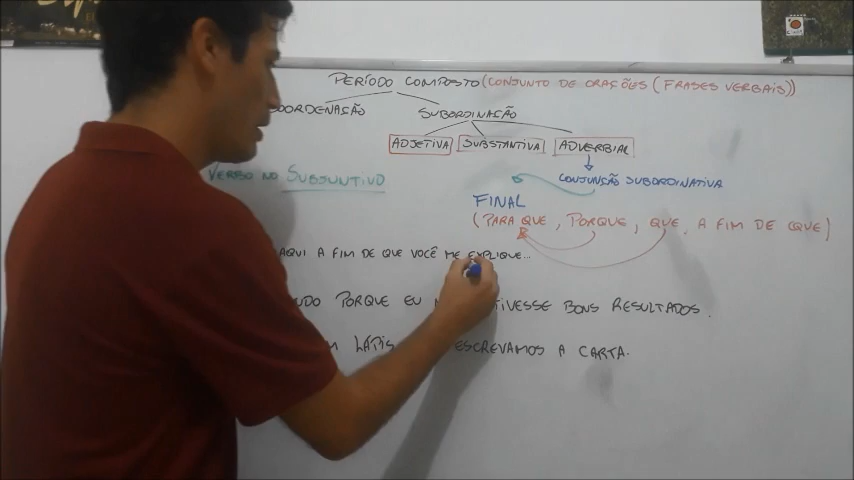 PERÍODO COMPOSTO (CONJUNTO DE ORAÇÕES (FRASES VERBAIS))
COORDENAÇÃO SUBORDINAÇÃO
ADJETIVA SUBSTANTIVA ADVERBIAL
VERBO NO SUBJUNTIVO CONJUNÇÃO SUBORDINATIVA
FINAL
(PARA QUE, PORQUE, QUE, A FIM DE QUE)
AQUI A FIM DE QUE VOCÊ ME EXPLIQUE...
PORQUE EU BONS RESULTADOS.
LÁPIS ESCREVAMOS A CARTA.